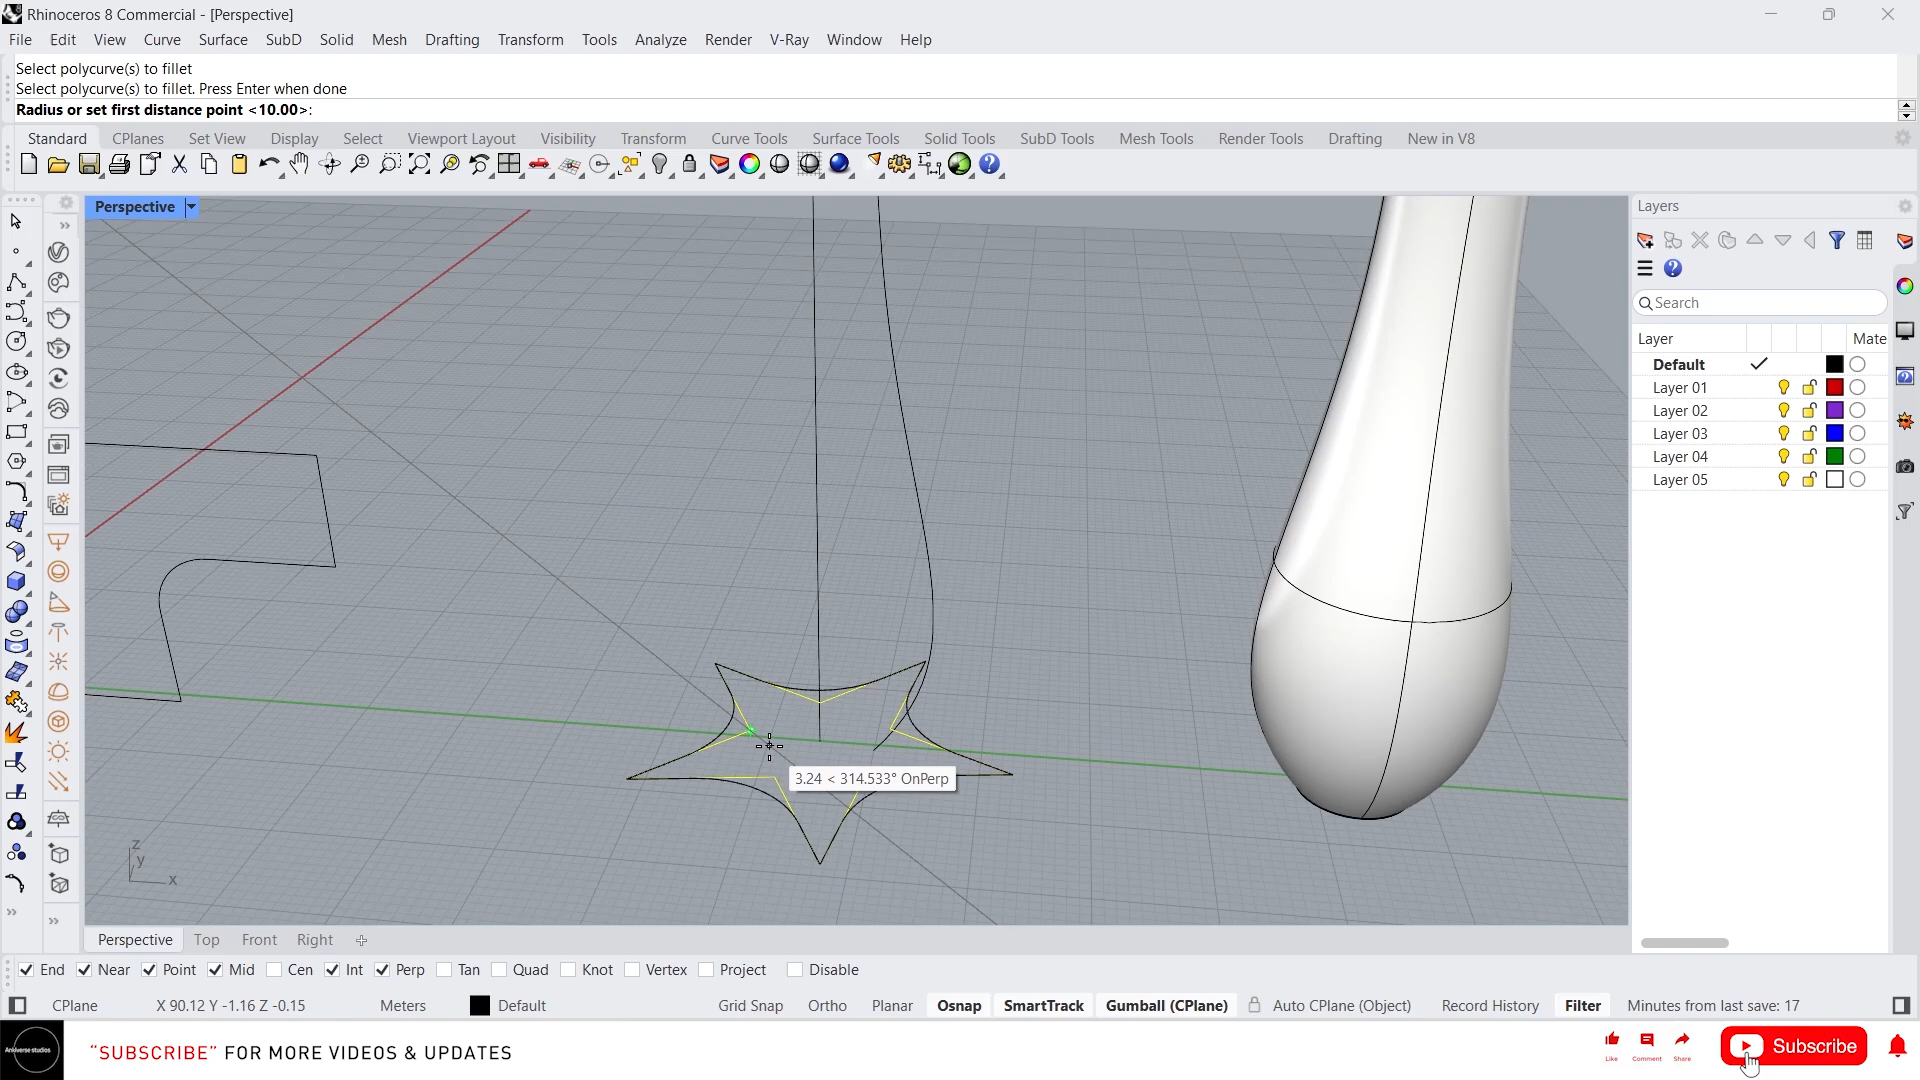 Rhinoceros 8 Commercial - [Perspective]
File Edit View Curve Surface SubD Solid Mesh Drafting Transform Tools Analyze Render V-Ray Window Help
Select polycurve(s) to fillet
Select polycurve(s) to fillet. Press Enter when done
Radius or set first distance point <10.00>:
Standard CPlanes Set View Display Select Viewport Layout Visibility Transform Curve Tools Surface Tools Solid Tools SubD Tools Mesh Tools Render Tools Drafting New in V8
Perspective
Layers
Search
Layer Mate
Default
Layer 01
Layer 02
Layer 03
Layer 04
Layer 05
3.24 < 314.533° OnPerp
z
y
x
Perspective Top Front Right
End Near Point Mid Cen Int Perp Tan Quad Knot Vertex Project Disable
CPlane X 90.12 Y -1.16 Z -0.15 Meters Default Grid Snap Ortho Planar Osnap SmartTrack Gumball (CPlane) Auto CPlane (Object) Record History Filter Minutes from last save: 17
"SUBSCRIBE" FOR MORE VIDEOS & UPDATES
Like Comment Share
Subscribe